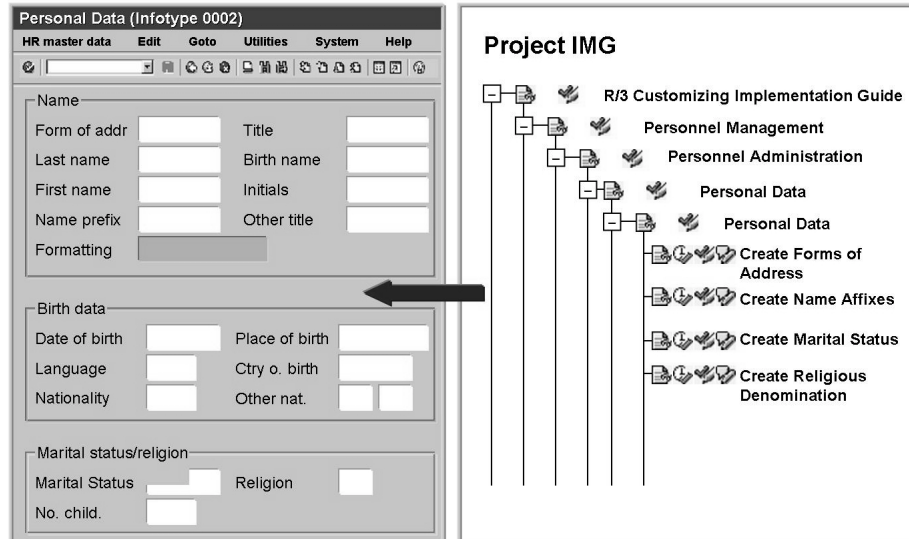 Personal Data (Infotype 0002)
HR master data Edit Goto Utilities System Help
Name
Form of addr Title
Last name Birth name
First name Initials
Name prefix Other title
Formatting
Birth data
Date of birth Place of birth
Language Ctry o. birth
Nationality Other nat.
Marital status/religion
Marital Status Religion
No. child.
Project IMG
R/3 Customizing Implementation Guide
Personnel Management
Personnel Administration
Personal Data
Personal Data
Create Forms of
Address
Create Name Affixes
Create Marital Status
Create Religious
Denomination